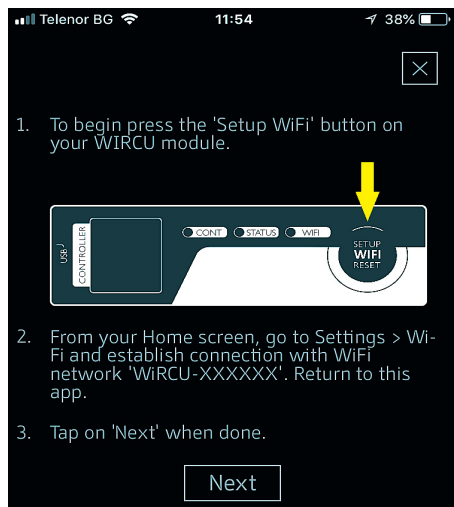 Telenor BG 11:54 38%
1. To begin press the 'Setup WiFi' button on
your WIRCU module.
USB
CONTROLLER
CONT STATUS WIFI
SETUP
WIFI
RESET
2. From your Home screen, go to Settings > Wi-
Fi and establish connection with WiFi
network 'WiRCU-XXXXXX'. Return to this
app.
3. Tap on 'Next' when done.
Next